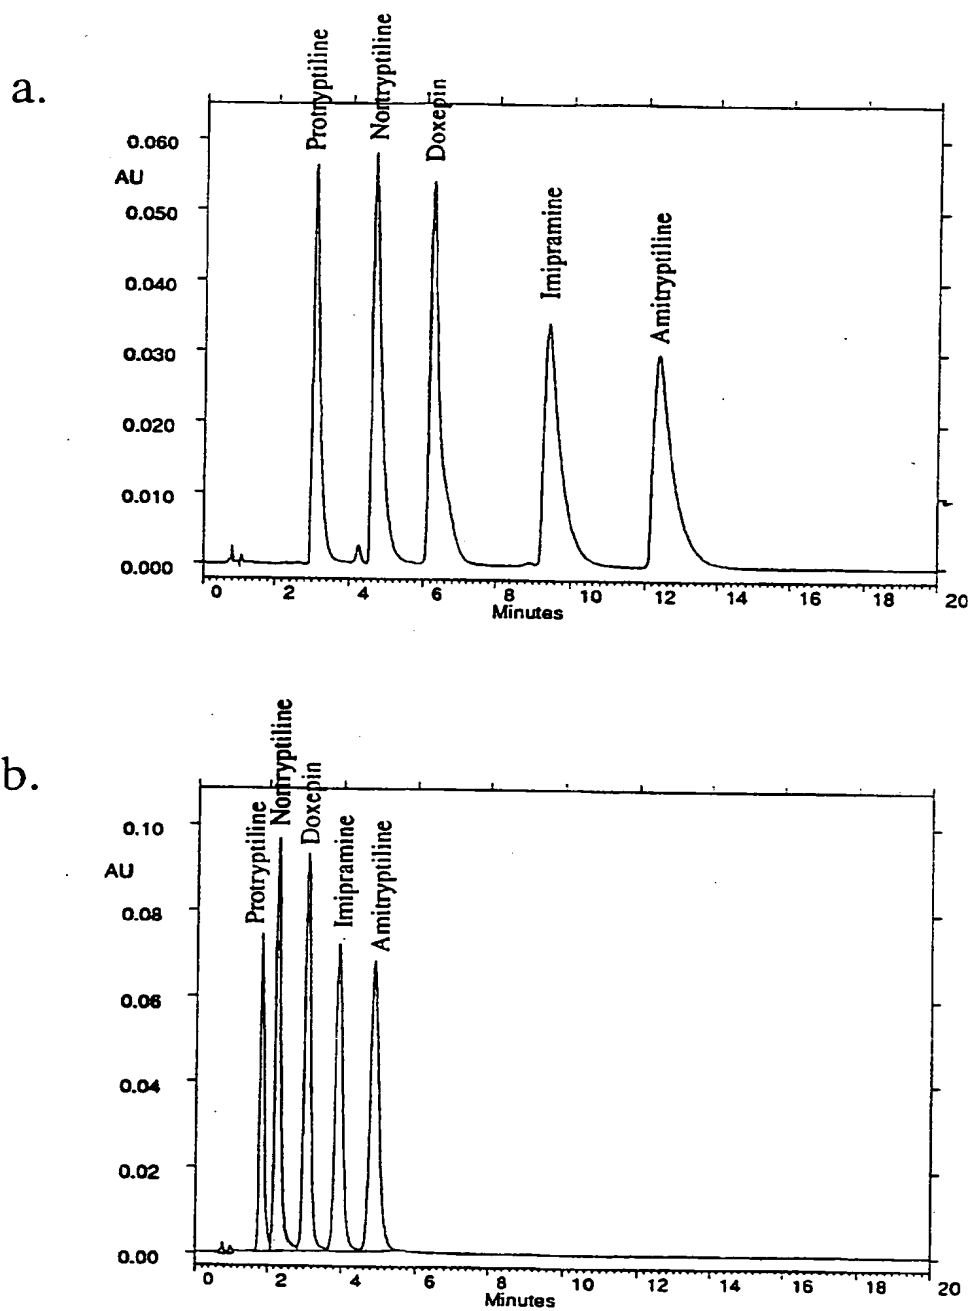 a.
Protryptiline
Nortryptiline
Doxepin
Imipramine
Amitryptiline
0.060
AU
0.050
0.040
0.030
0.020
0.010
0.000
0 2 4 6 8 10 12 14 16 18 20
Minutes
b.
Protryptiline
Nortryptiline
Doxepin
Imipramine
Amitryptiline
0.10
AU
0.08
0.06
0.04
0.02
0.00
0 2 4 6 8 10 12 14 16 18 20
Minutes